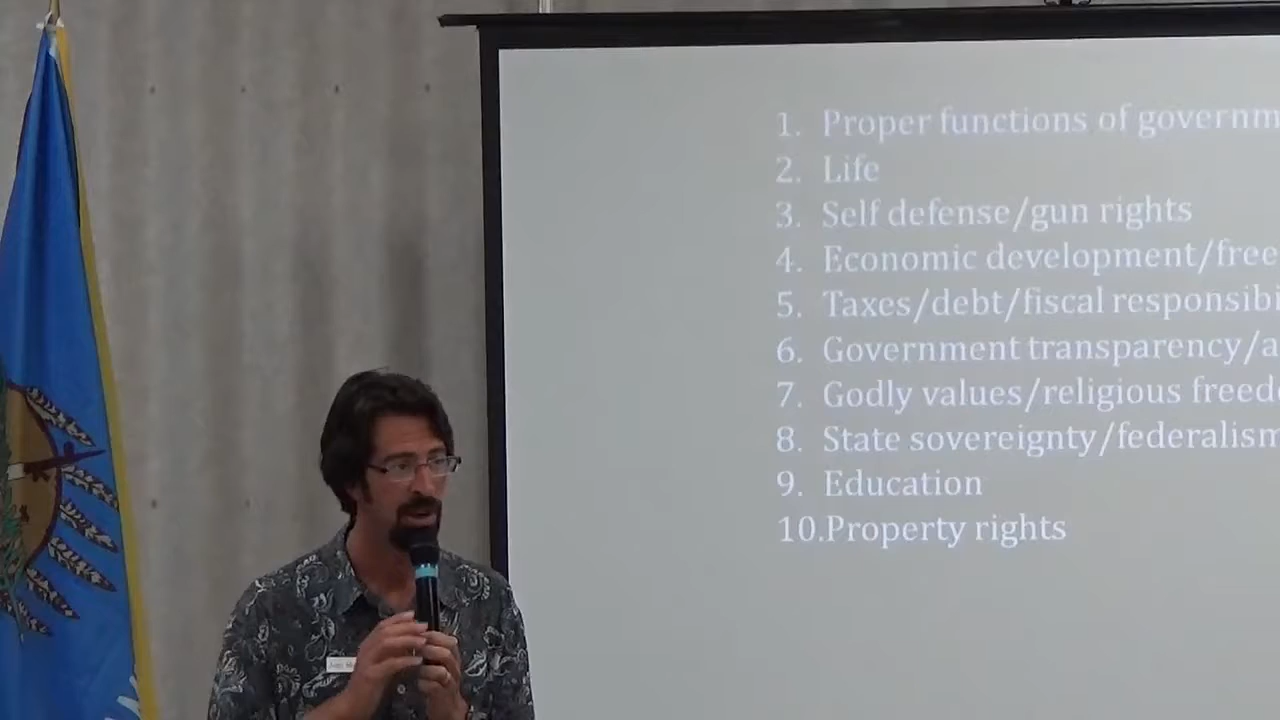 1. Proper functions of governm
2. Life
3. Self defense/gun rights
4. Economic development/free
5. Taxes/debt/fiscal responsibi
6. Government transparency/a
7. Godly values/religious freed
8. State sovereignty/federalism
9. Education
10.Property rights